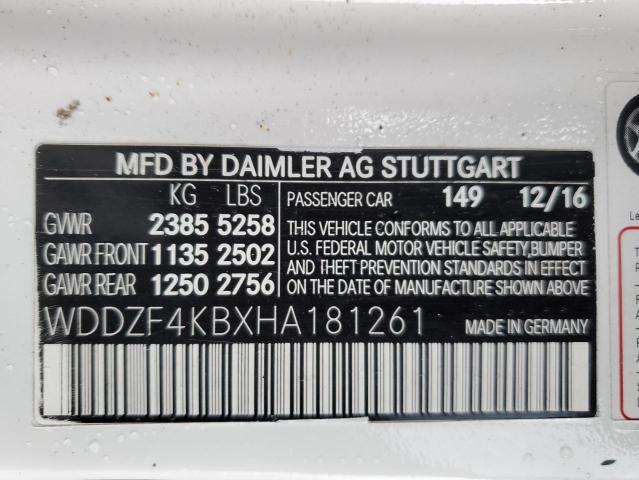 MFD BY DAIMLER AG STUTTGART
KG LBS PASSENGER CAR 149 12/16
GVWR 2385 5258 THIS VEHICLE CONFORMS TO ALL APPLICABLE
GAWR FRONT 1135 2502 U.S. FEDERAL MOTOR VEHICLE SAFETY, BUMPER
GAWR REAR 1250 2756 AND THEFT PREVENTION STANDARDS IN EFFECT
ON THE DATE OF MANUFACTURE SHOWN ABOVE
WDDZF4KBXHA181261 MADE IN GERMANY